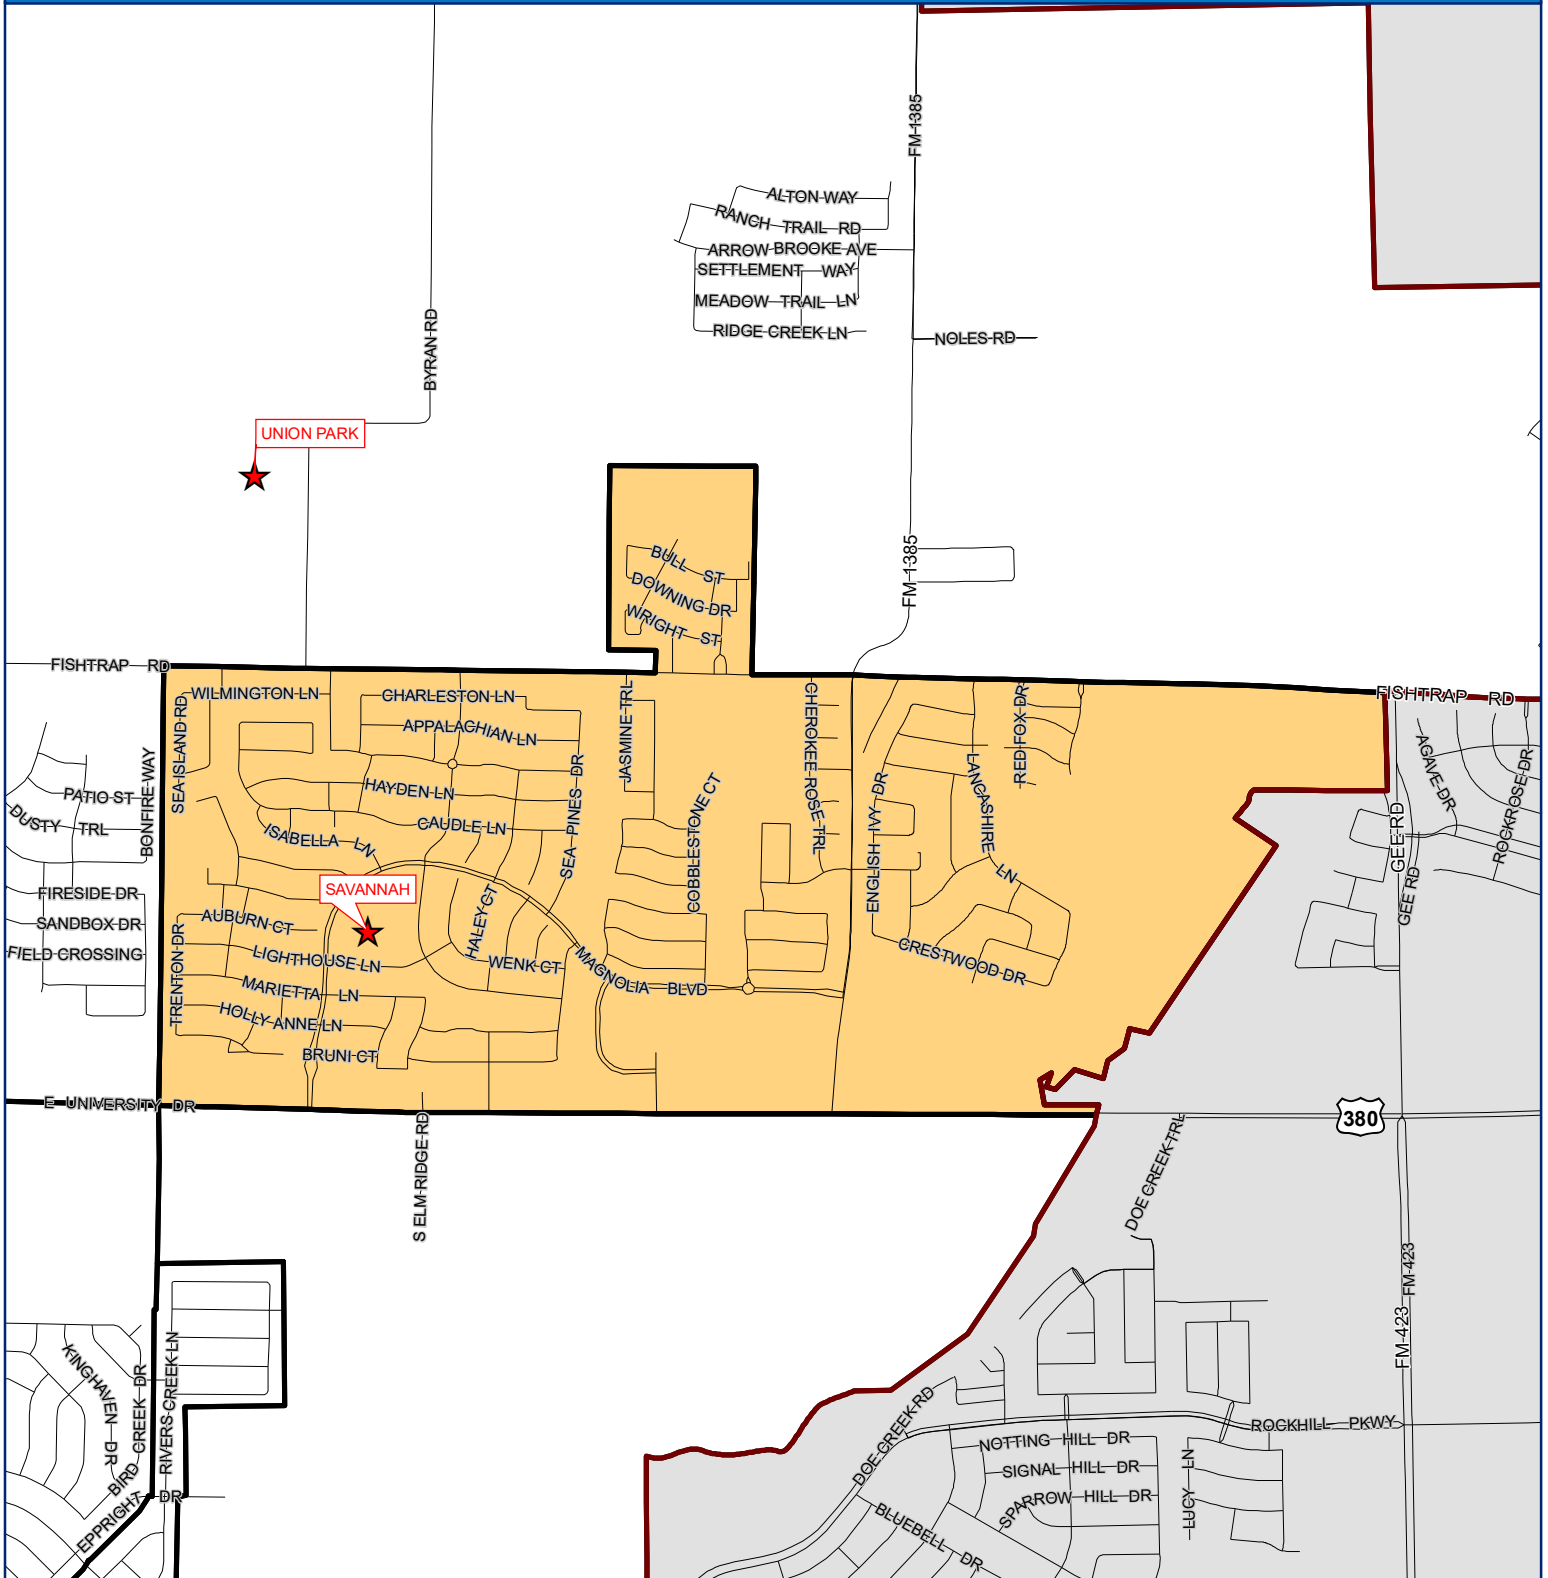 FM 1385
ALTON WAY
RANCH TRAIL RD
ARROW BROOKE AVE
SETTLEMENT WAY
MEADOW TRAIL LN
RIDGE CREEK LN
NOLES RD
BYRAN RD
UNION PARK
FM 1385
BULL ST
DOWNING DR
WRIGHT ST
FISHTRAP RD
FISHTRAP RD
WILMINGTON LN
CHARLESTON LN
APPALACHIAN LN
SEA ISLAND RD
JASMINE TRL
CHEROKEE ROSE TRL
RED FOX DR
LANCASHIRE LN
ENGLISH IVY DR
COBBLESTONE CT
SEA PINES DR
HAYDEN LN
CAUDLE LN
ISABELLA LN
BONFIRE WAY
PATIO ST
DUSTY TRL
FIRESIDE DR
SANDBOX DR
FIELD CROSSING
AGAVE DR
ROCKROSE DR
GEE RD
GEE RD
SAVANNAH
AUBURN CT
HALEY CT
LIGHTHOUSE LN
WENK CT
MAGNOLIA BLVD
CRESTWOOD DR
TRENTON DR
MARIETTA LN
HOLLY ANNE LN
BRUNI CT
E UNIVERSITY DR
380
S ELM RIDGE RD
DOE CREEK TRL
FM 423
FM 423
KINGHAVEN DR
BIRD CREEK DR
RIVERS CREEK LN
EPPRIGHT DR
DOE CREEK RD
ROCKHILL PKWY
NOTTING HILL DR
SIGNAL HILL DR
SPARROW HILL DR
LUCY LN
BLUEBELL DR